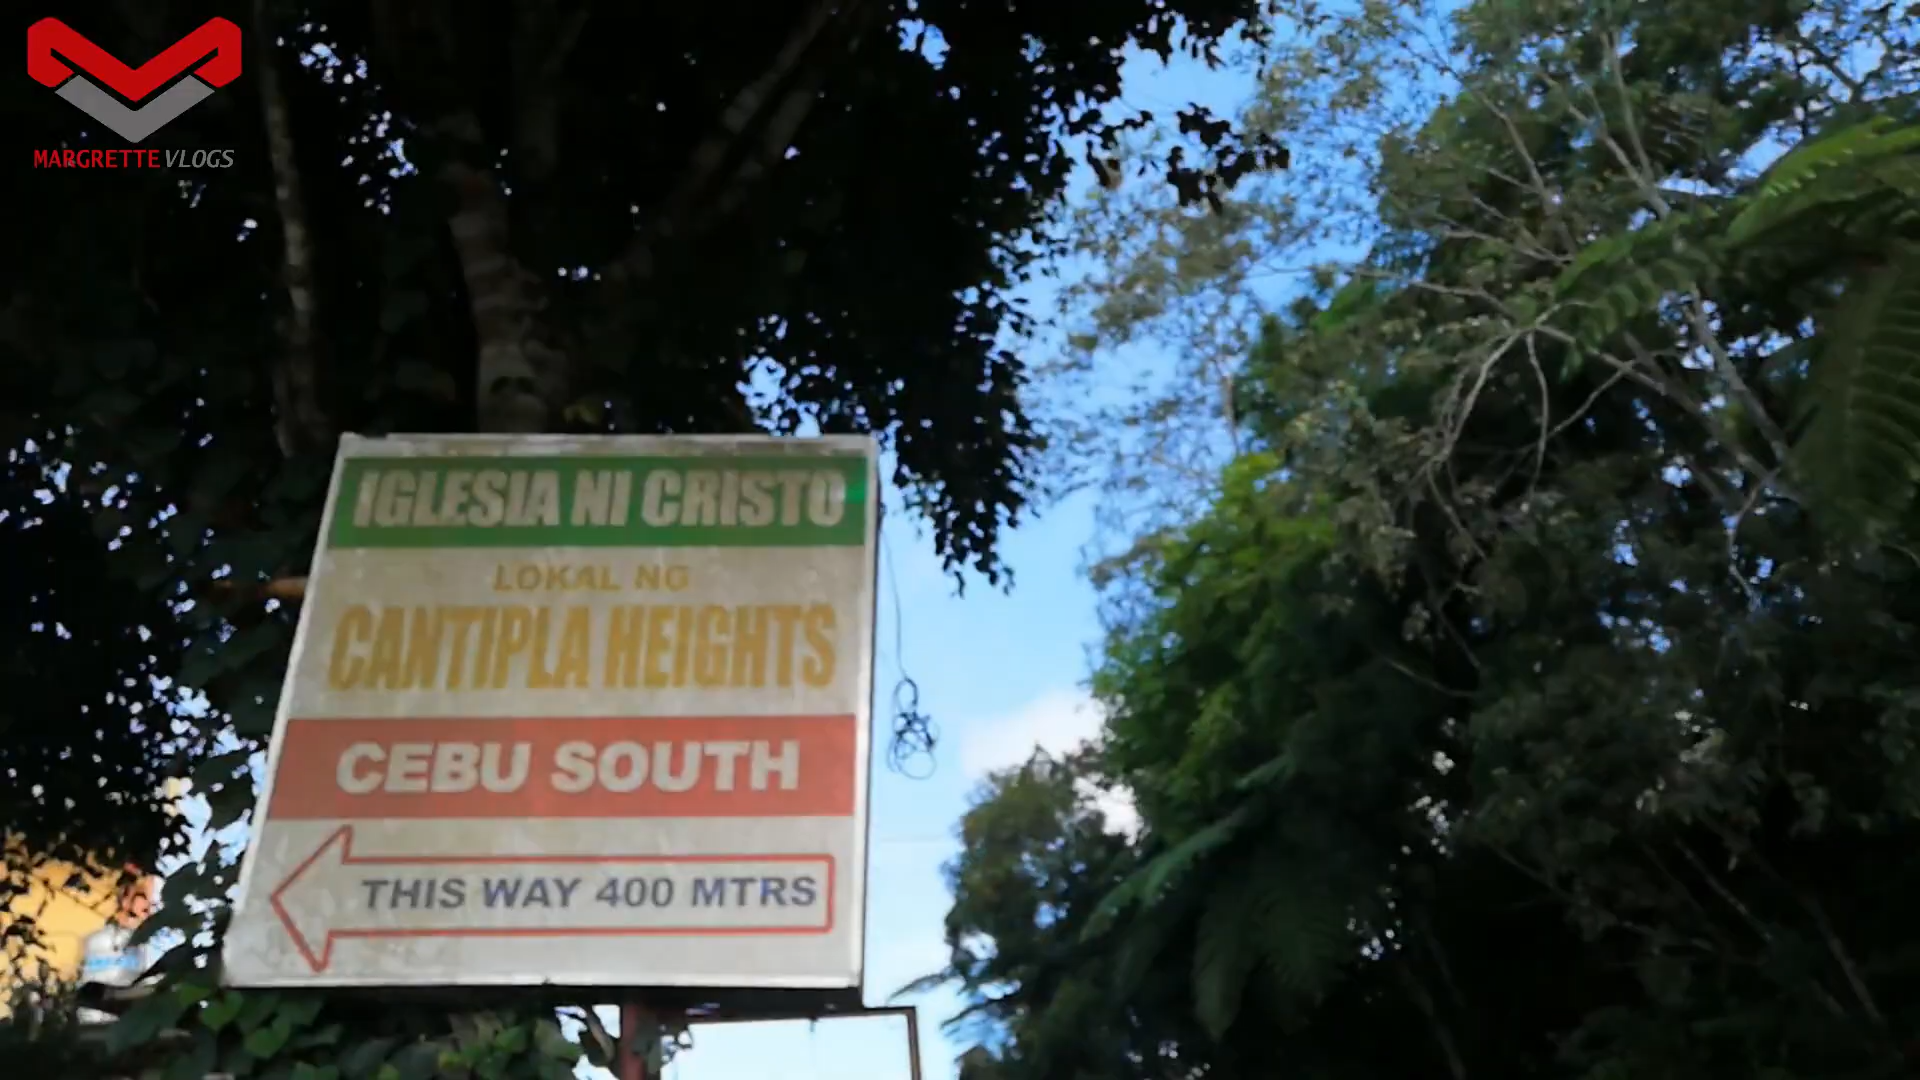 MARGRETTE VLOGS
IGLESIA NI CRISTO
LOKAL NG
CANTIPLA HEIGHTS
CEBU SOUTH
THIS WAY 400 MTRS